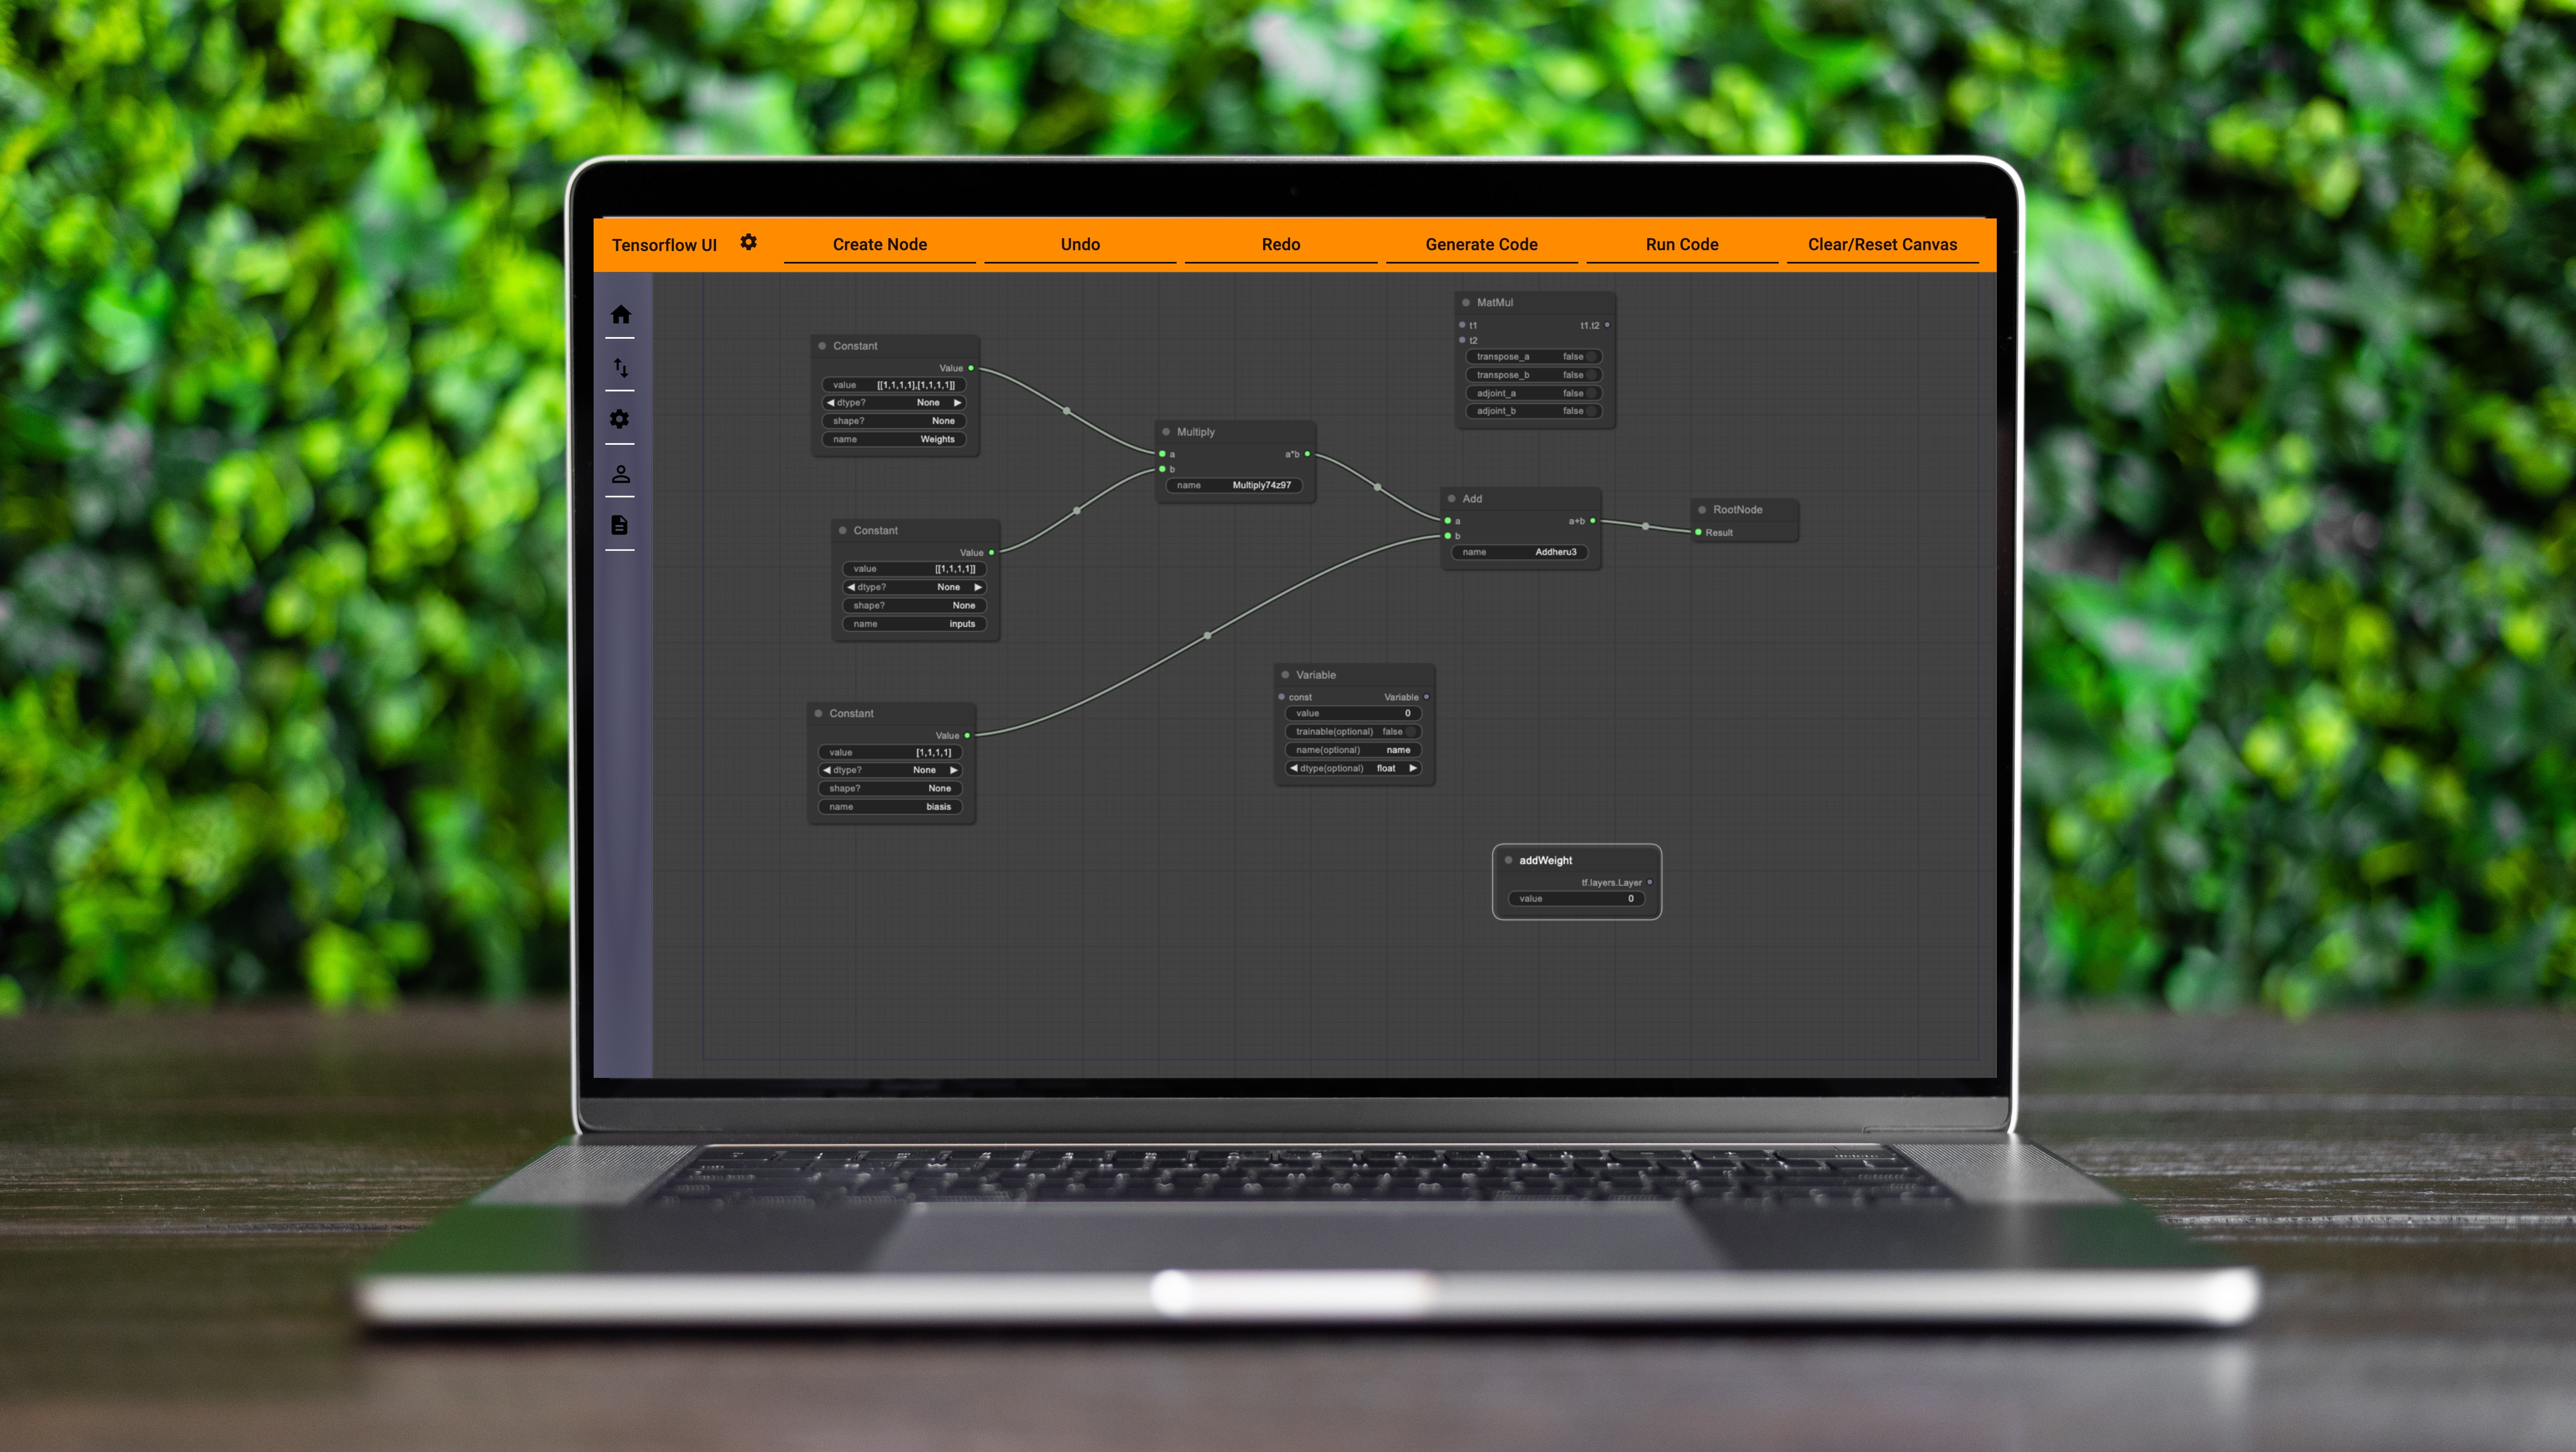 Tensorflow UI
Create Node
Undo
Redo
Generate Code
Run Code
Clear/Reset Canvas
Constant
Value
value [[1,1,1,1],[1,1,1,1]]
dtype? None
shape? None
name Weights
Constant
Value
value [[1,1,1,1]]
dtype? None
shape? None
name inputs
Constant
Value
value [1,1,1,1]
dtype? None
shape? None
name biasis
Multiply
a a*b
b
name Multiply74z97
MatMul
t1 t1.t2
t2
transpose_a false
transpose_b false
adjoint_a false
adjoint_b false
Add
a a+b
b
name Addheru3
RootNode
Result
Variable
const Variable
value 0
trainable(optional) false
name(optional) name
dtype(optional) float
addWeight
tf.layers.Layer
value 0